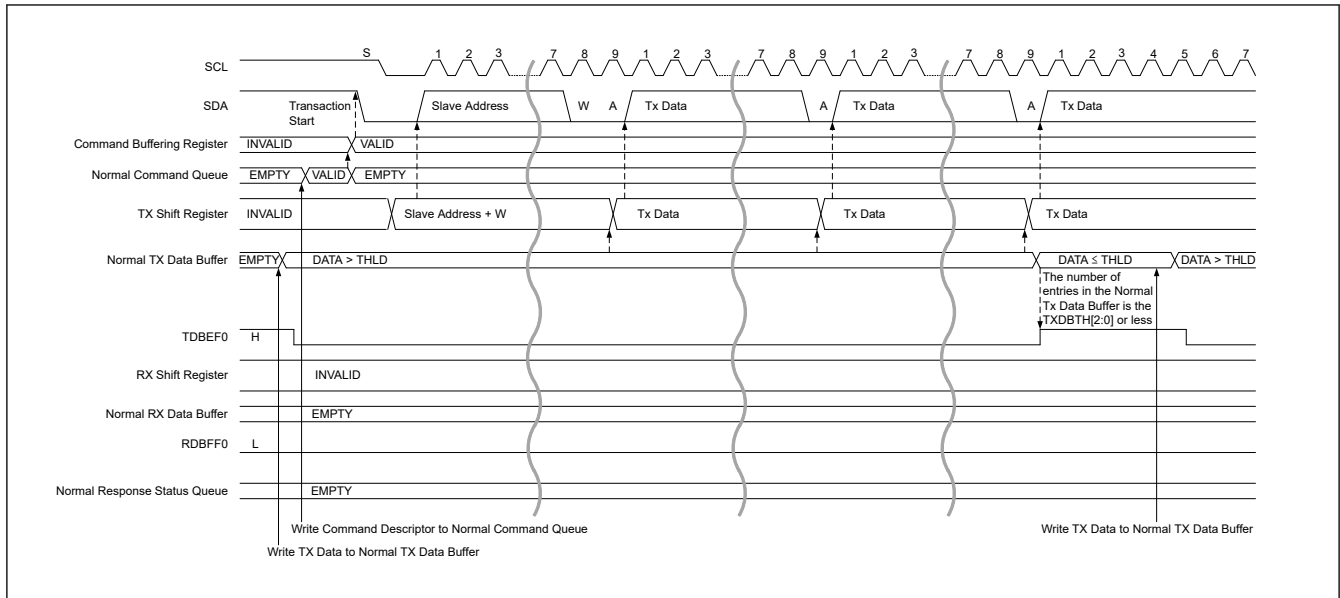 S 1 2 3 7 8 9 1 2 3 7 8 9 1 2 3 7 8 9 1 2 3 4 5 6 7
SCL
SDA Transaction Start Slave Address W A Tx Data A Tx Data A Tx Data
Command Buffering Register INVALID VALID
Normal Command Queue EMPTY VALID EMPTY
TX Shift Register INVALID Slave Address + W Tx Data Tx Data Tx Data
Normal TX Data Buffer EMPTY DATA > THLD DATA ≤ THLD DATA > THLD
The number of
entries in the Normal
Tx Data Buffer is the
TXDBTH[2:0] or less
TDBEF0 H
RX Shift Register INVALID
Normal RX Data Buffer EMPTY
RDBFF0 L
Normal Response Status Queue EMPTY
Write Command Descriptor to Normal Command Queue Write TX Data to Normal TX Data Buffer
Write TX Data to Normal TX Data Buffer